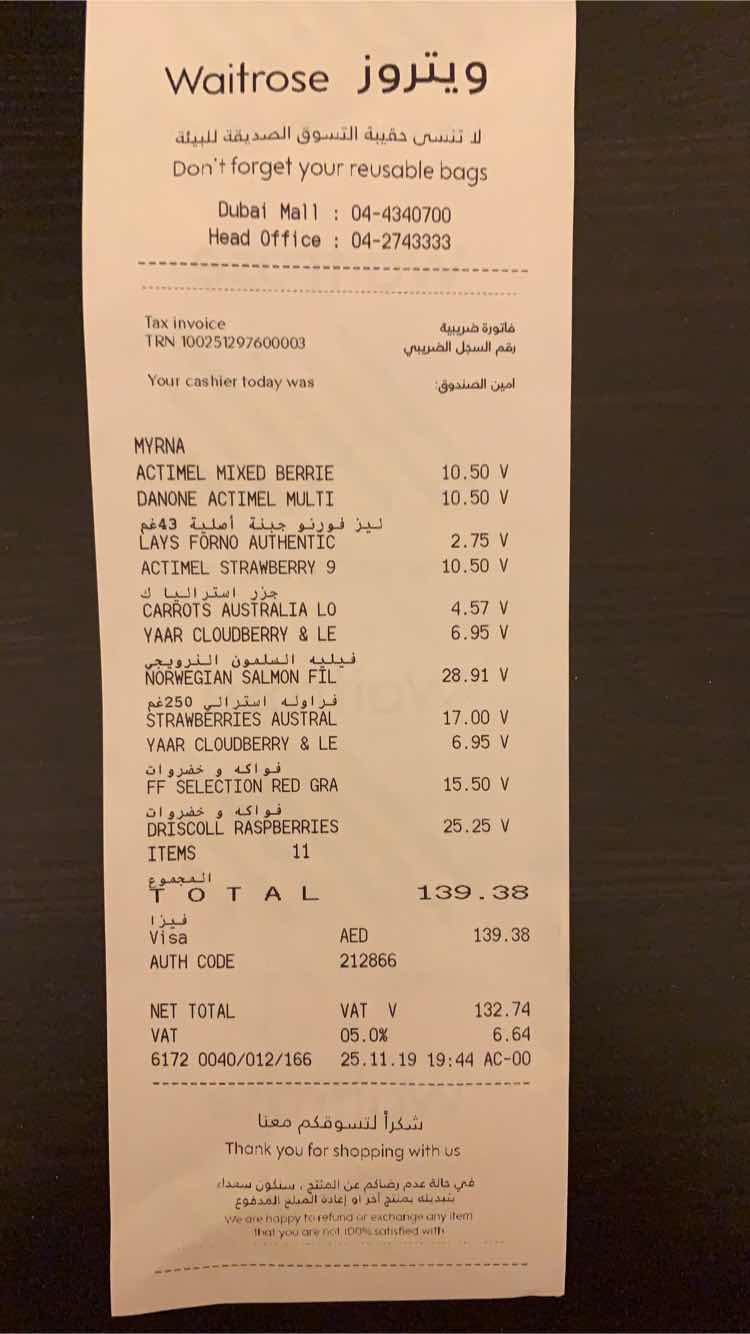 Waitrose ويتروز
لا تنسى حقيبة التسوق الصديقة للبيئة
Don't forget your reusable bags
Dubai Mall : 04-4340700
Head Office : 04-2743333
Tax invoice فاتورة ضريبية
TRN 100251297600003 رقم السجل الضريبي
Your cashier today was امين الصندوق:
MYRNA
ACTIMEL MIXED BERRIE 10.50 V
DANONE ACTIMEL MULTI 10.50 V
ليز فورنو جبنة أصلية 43غم
LAYS FORNO AUTHENTIC 2.75 V
ACTIMEL STRAWBERRY 9 10.50 V
جزر استراليا ك
CARROTS AUSTRALIA LO 4.57 V
YAAR CLOUDBERRY & LE 6.95 V
فيليه السلمون النرويجي
NORWEGIAN SALMON FIL 28.91 V
فراوله استرالي 250غم
STRAWBERRIES AUSTRAL 17.00 V
YAAR CLOUDBERRY & LE 6.95 V
فواكه و خضروات
FF SELECTION RED GRA 15.50 V
فواكه و خضروات
DRISCOLL RASPBERRIES 25.25 V
ITEMS 11
المجموع
TOTAL 139.38
فيزا
Visa AED 139.38
AUTH CODE 212866
NET TOTAL VAT V 132.74
VAT 05.0% 6.64
6172 0040/012/166 25.11.19 19:44 AC-00
شكراً لتسوقكم معنا
Thank you for shopping with us
في حالة عدم رضاكم عن المنتج ، سنكون سعداء
بتبديله بمنتج آخر او إعادة المبلغ المدفوع
We are happy to refund or exchange any item
that you are not 100% satisfied with